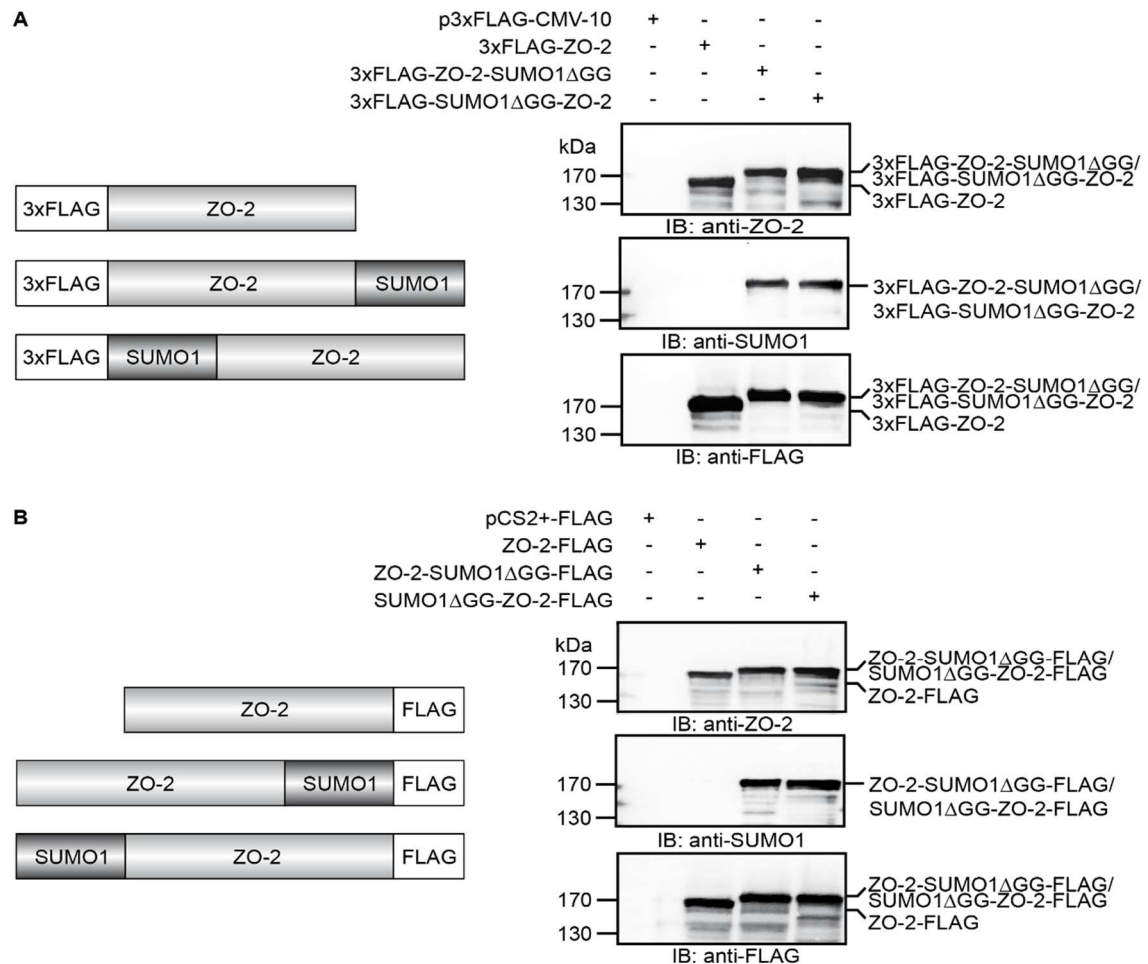 A
p3xFLAG-CMV-10 + - - -
3xFLAG-ZO-2 - + - -
3xFLAG-ZO-2-SUMO1ΔGG - - + -
3xFLAG-SUMO1ΔGG-ZO-2 - - - +
3xFLAG ZO-2
3xFLAG ZO-2 SUMO1
3xFLAG SUMO1 ZO-2
kDa
170
130
3xFLAG-ZO-2-SUMO1ΔGG/
3xFLAG-SUMO1ΔGG-ZO-2
3xFLAG-ZO-2
IB: anti-ZO-2
170
130
3xFLAG-ZO-2-SUMO1ΔGG/
3xFLAG-SUMO1ΔGG-ZO-2
IB: anti-SUMO1
170
130
3xFLAG-ZO-2-SUMO1ΔGG/
3xFLAG-SUMO1ΔGG-ZO-2
3xFLAG-ZO-2
IB: anti-FLAG
B
pCS2+-FLAG + - - -
ZO-2-FLAG - + - -
ZO-2-SUMO1ΔGG-FLAG - - + -
SUMO1ΔGG-ZO-2-FLAG - - - +
ZO-2 FLAG
ZO-2 SUMO1 FLAG
SUMO1 ZO-2 FLAG
kDa
170
130
ZO-2-SUMO1ΔGG-FLAG/
SUMO1ΔGG-ZO-2-FLAG
ZO-2-FLAG
IB: anti-ZO-2
170
130
ZO-2-SUMO1ΔGG-FLAG/
SUMO1ΔGG-ZO-2-FLAG
IB: anti-SUMO1
170
130
ZO-2-SUMO1ΔGG-FLAG/
SUMO1ΔGG-ZO-2-FLAG
ZO-2-FLAG
IB: anti-FLAG